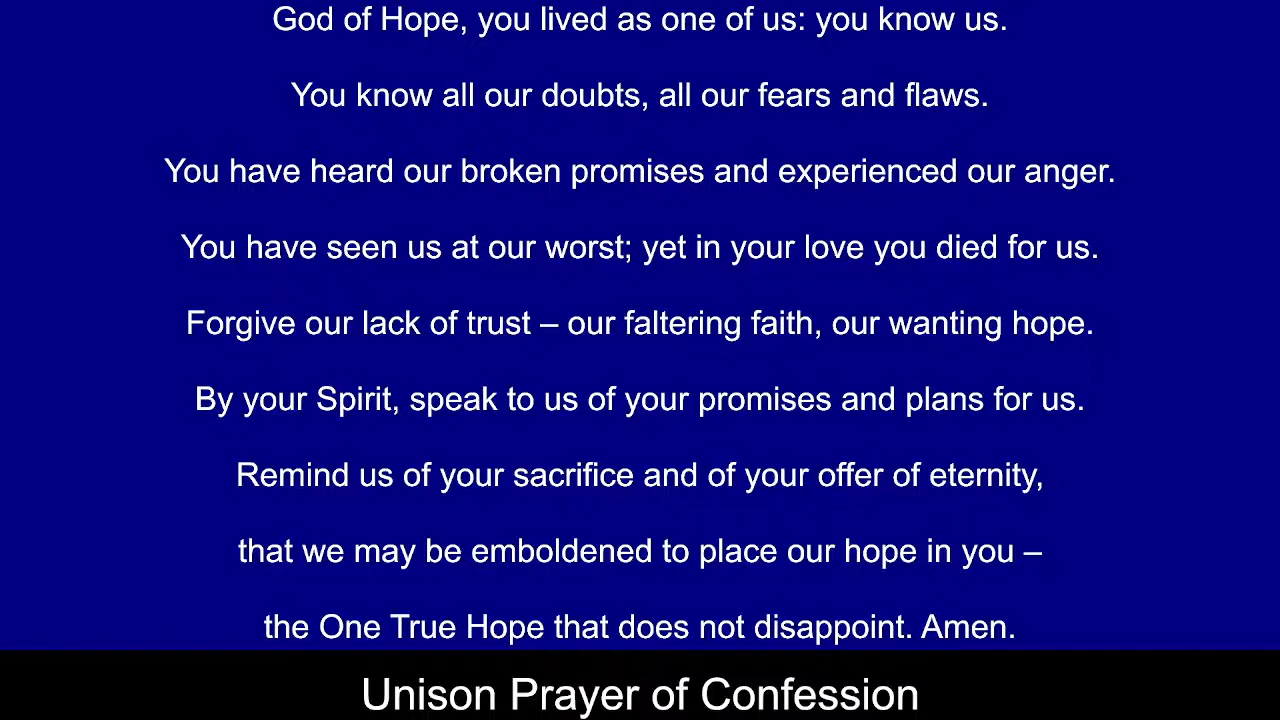 God of Hope, you lived as one of us: you know us.
You know all our doubts, all our fears and flaws.
You have heard our broken promises and experienced our anger.
You have seen us at our worst; yet in your love you died for us.
Forgive our lack of trust – our faltering faith, our wanting hope.
By your Spirit, speak to us of your promises and plans for us.
Remind us of your sacrifice and of your offer of eternity,
that we may be emboldened to place our hope in you –
the One True Hope that does not disappoint. Amen.
Unison Prayer of Confession